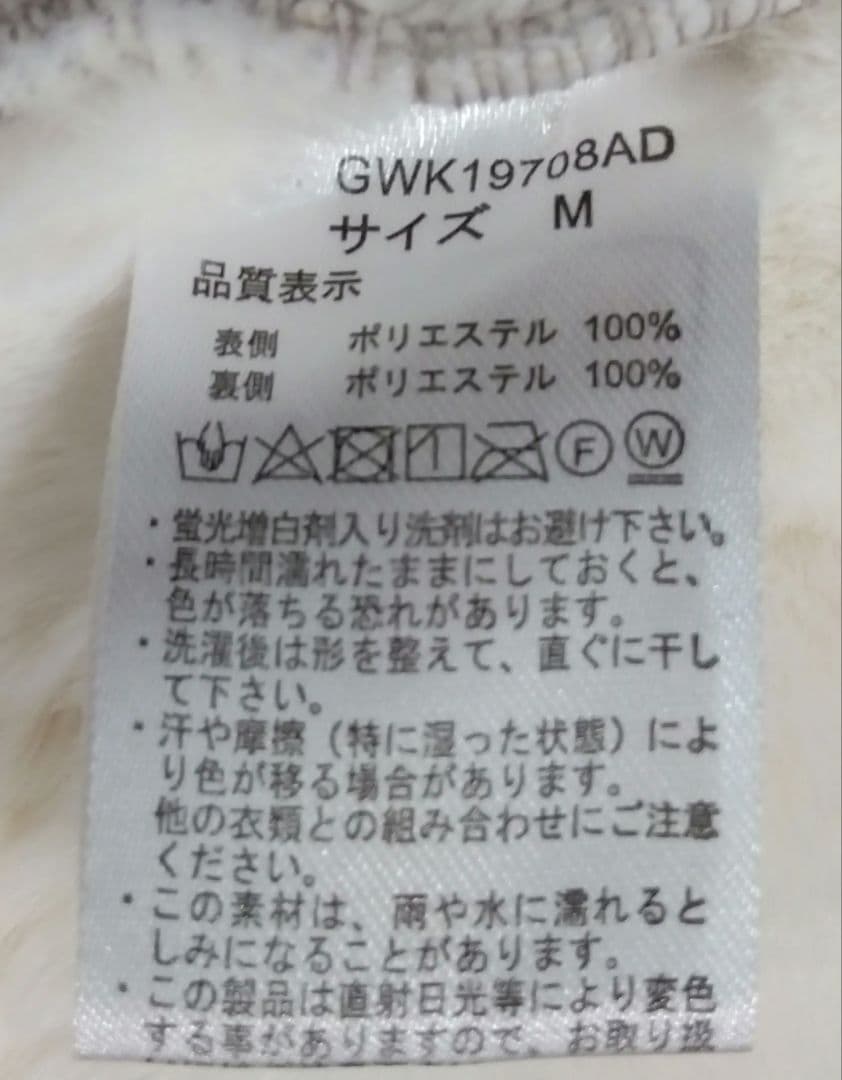 GWK19708AD
サイズ M
品質表示
表側 ポリエステル 100%
裏側 ポリエステル 100%
F W
・蛍光増白剤入り洗剤はお避け下さい。
・長時間濡れたままにしておくと、
色が落ちる恐れがあります。
・洗濯後は形を整えて、直ぐに干し
て下さい。
・汗や摩擦（特に湿った状態）によ
り色が移る場合があります。
他の衣類との組み合わせにご注意
ください。
・この素材は、雨や水に濡れると
しみになることがあります。
・この製品は直射日光等により変色
する事がありますので、お取り扱